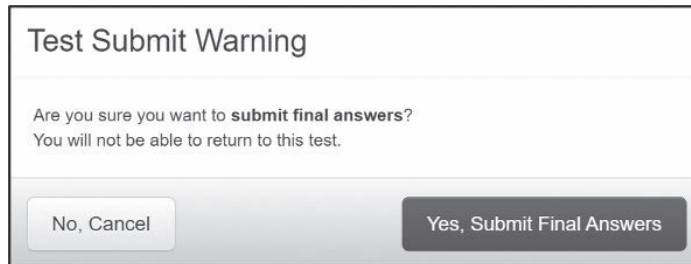 Test Submit Warning
Are you sure you want to submit final answers?
You will not be able to return to this test.
No, Cancel
Yes, Submit Final Answers